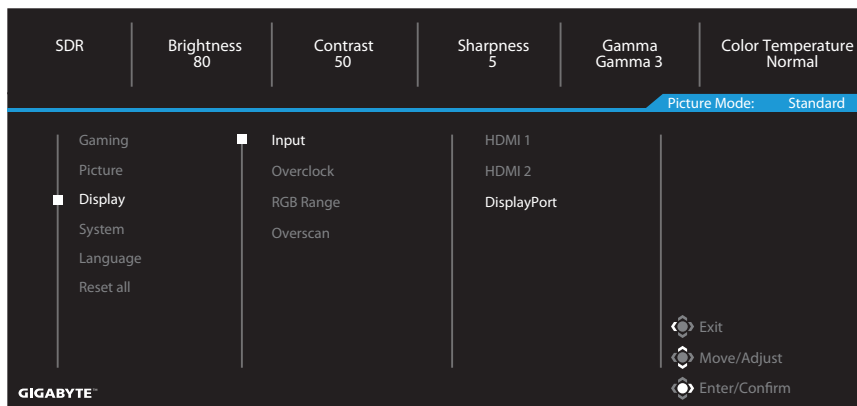 SDR
Brightness
80
Contrast
50
Sharpness
5
Gamma
Gamma 3
Color Temperature
Normal
Picture Mode: Standard
Gaming
Picture
Display
System
Language
Reset all
Input
Overclock
RGB Range
Overscan
HDMI 1
HDMI 2
DisplayPort
Exit
Move/Adjust
Enter/Confirm
GIGABYTE™